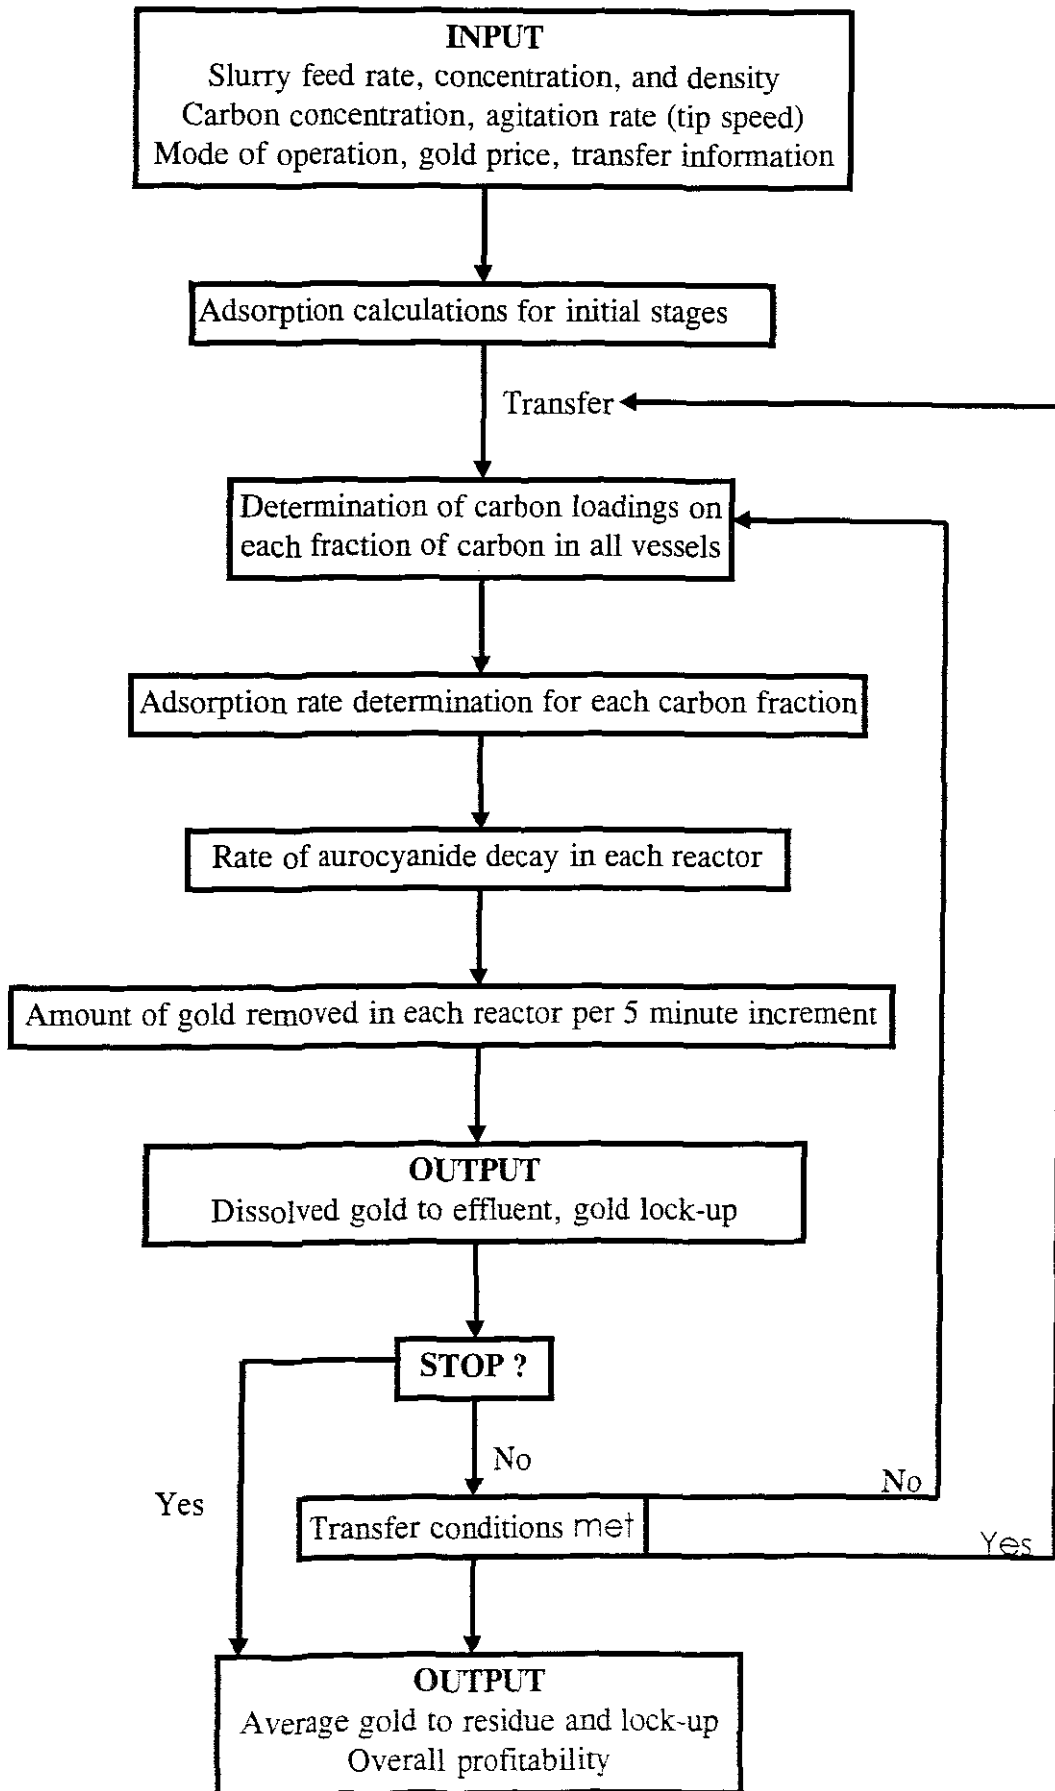 INPUT
Slurry feed rate, concentration, and density
Carbon concentration, agitation rate (tip speed)
Mode of operation, gold price, transfer information
Adsorption calculations for initial stages
Transfer
Determination of carbon loadings on
each fraction of carbon in all vessels
Adsorption rate determination for each carbon fraction
Rate of aurocyanide decay in each reactor
Amount of gold removed in each reactor per 5 minute increment
OUTPUT
Dissolved gold to effluent, gold lock-up
STOP ?
No
Yes
No
Transfer conditions met
Yes
OUTPUT
Average gold to residue and lock-up
Overall profitability